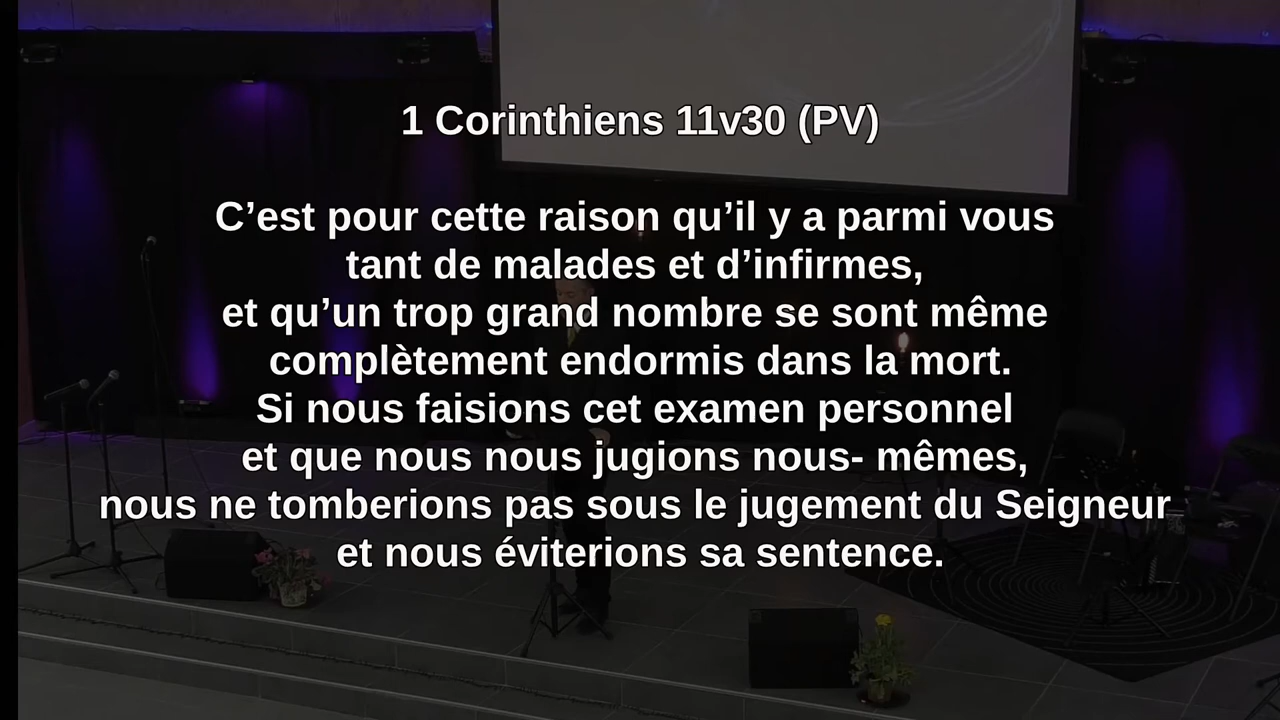 1 Corinthiens 11v30 (PV)
C’est pour cette raison qu’il y a parmi vous
tant de malades et d’infirmes,
et qu’un trop grand nombre se sont même
complètement endormis dans la mort.
Si nous faisions cet examen personnel
et que nous nous jugions nous- mêmes,
nous ne tomberions pas sous le jugement du Seigneur
et nous éviterions sa sentence.